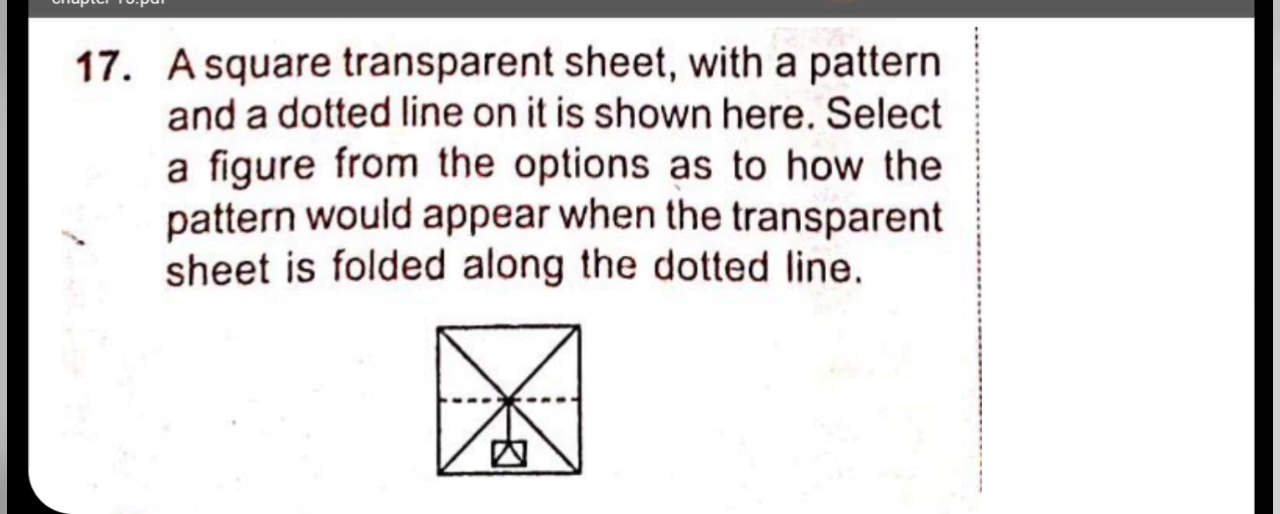 17. A square transparent sheet, with a pattern
and a dotted line on it is shown here. Select
a figure from the options as to how the
pattern would appear when the transparent
sheet is folded along the dotted line.